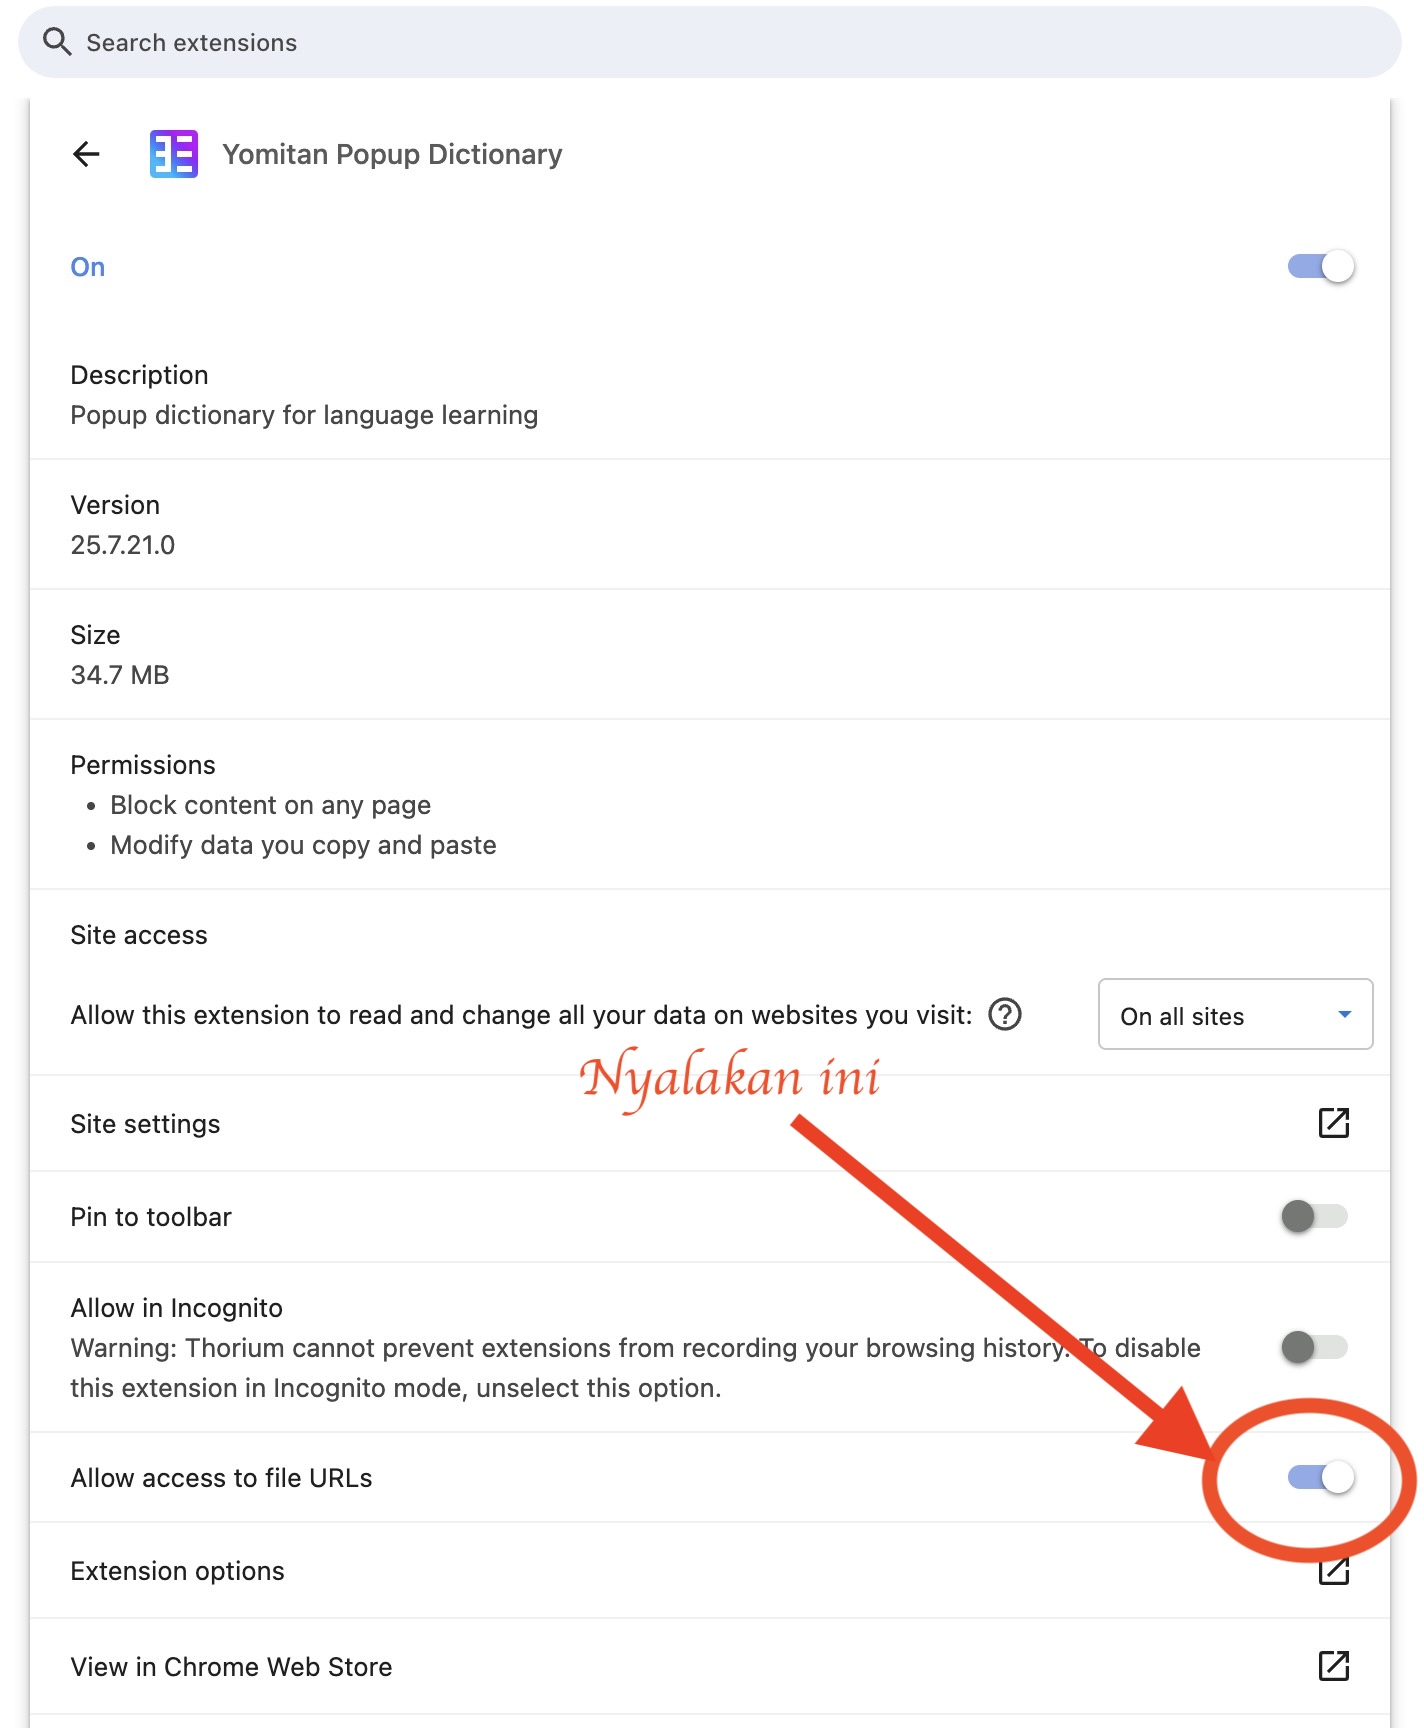 Search extensions
Yomitan Popup Dictionary
On
Description
Popup dictionary for language learning
Version
25.7.21.0
Size
34.7 MB
Permissions
• Block content on any page
• Modify data you copy and paste
Site access
Allow this extension to read and change all your data on websites you visit:
On all sites
Nyalakan ini
Site settings
Pin to toolbar
Allow in Incognito
Warning: Thorium cannot prevent extensions from recording your browsing history. To disable
this extension in Incognito mode, unselect this option.
Allow access to file URLs
Extension options
View in Chrome Web Store